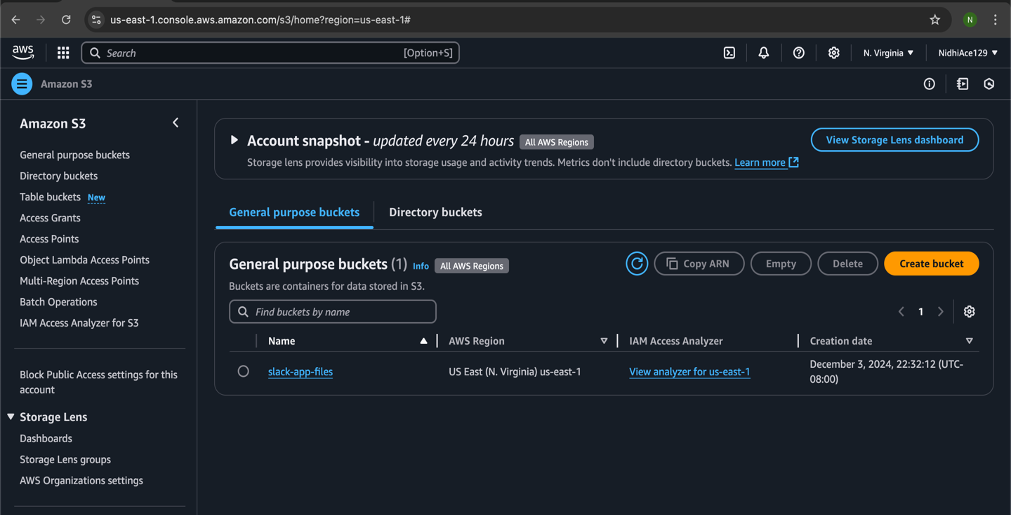 us-east-1.console.aws.amazon.com/s3/home?region=us-east-1#
N
aws
Search
[Option+S]
N. Virginia ▼
NidhiAce129 ▼
Amazon S3
Amazon S3
General purpose buckets
Directory buckets
Table buckets New
Access Grants
Access Points
Object Lambda Access Points
Multi-Region Access Points
Batch Operations
IAM Access Analyzer for S3
Block Public Access settings for this
account
Storage Lens
Dashboards
Storage Lens groups
AWS Organizations settings
Account snapshot - updated every 24 hours All AWS Regions
View Storage Lens dashboard
Storage lens provides visibility into storage usage and activity trends. Metrics don't include directory buckets. Learn more
General purpose buckets
Directory buckets
General purpose buckets (1) Info All AWS Regions
Copy ARN
Empty
Delete
Create bucket
Buckets are containers for data stored in S3.
Find buckets by name
1
Name
AWS Region
IAM Access Analyzer
Creation date
slack-app-files
US East (N. Virginia) us-east-1
View analyzer for us-east-1
December 3, 2024, 22:32:12 (UTC-
08:00)